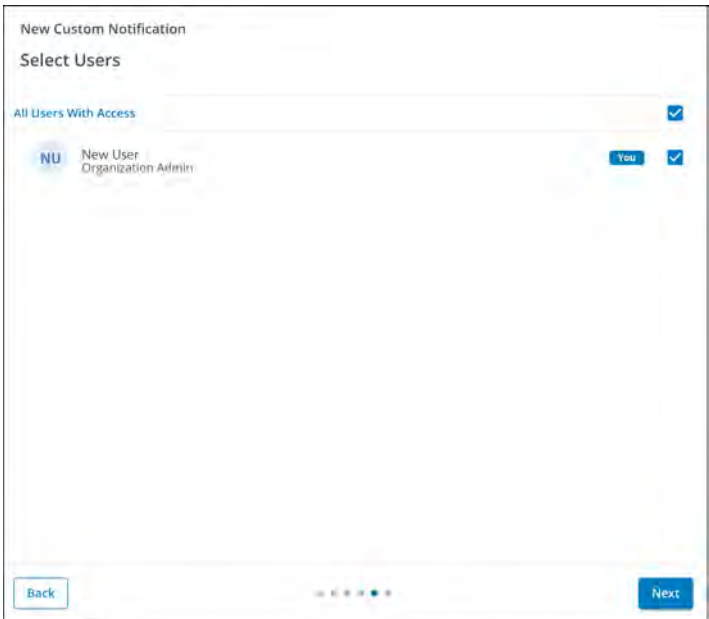 New Custom Notification
Select Users
All Users With Access
NU
New User
You
Organization Admin
Back
Next